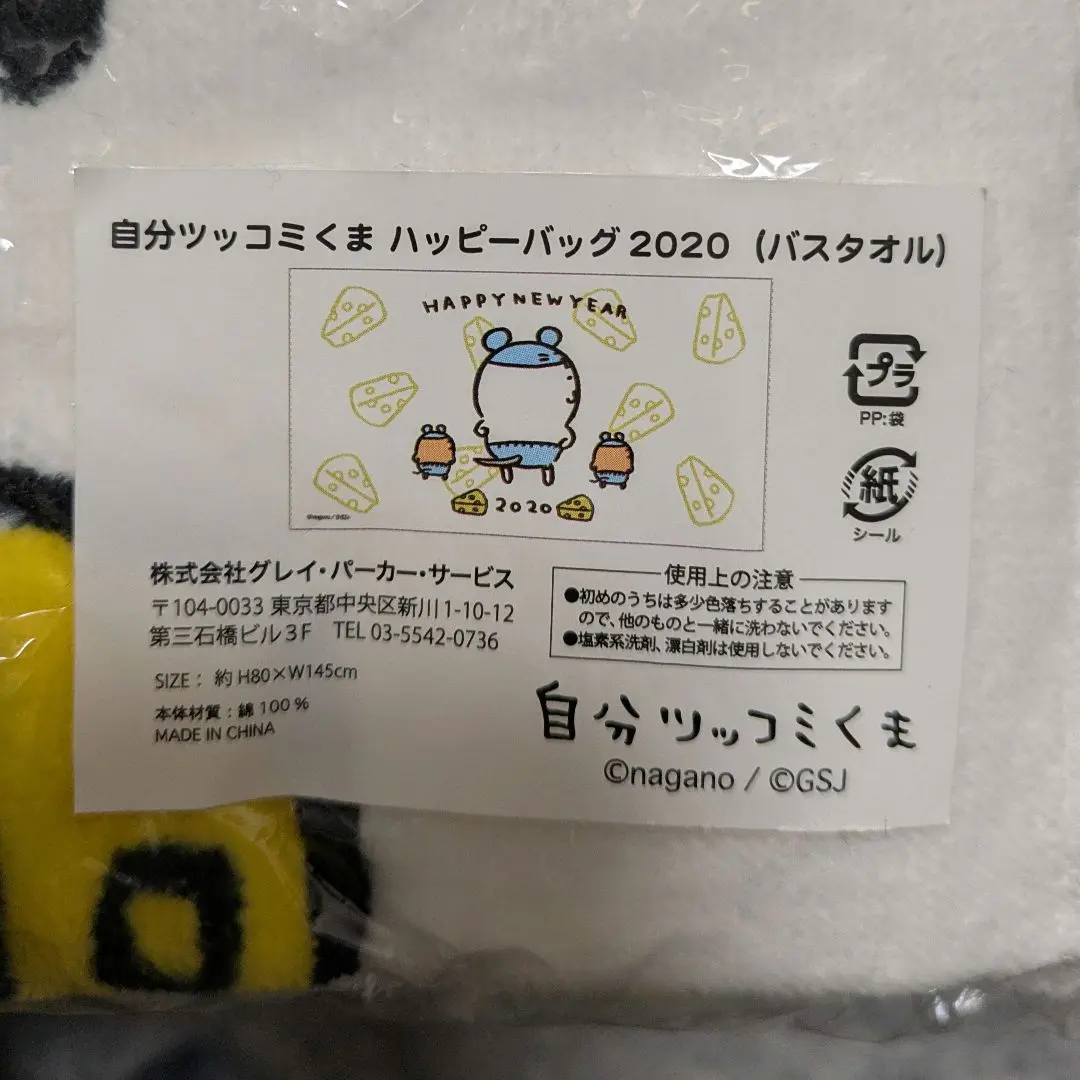 自分ツッコミくま ハッピーバッグ2020（バスタオル）
HAPPY NEW YEAR
2020
©nagano / ©GSJ
プラ
PP:袋
紙
シール
株式会社グレイ・パーカー・サービス
〒104-0033 東京都中央区新川1-10-12
第三石橋ビル3F TEL 03-5542-0736
SIZE： 約 H80×W145cm
本体材質：綿 100％
MADE IN CHINA
使用上の注意
●初めのうちは多少色落ちすることがあります
ので、他のものと一緒に洗わないでください。
●塩素系洗剤、漂白剤は使用しないでください。
自分ツッコミくま
©nagano / ©GSJ